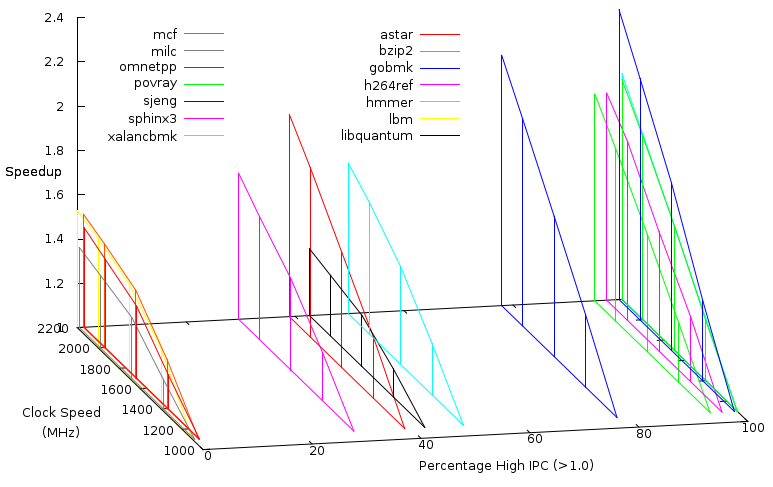 2.4
mcf
astar
milc
bzip2
2.2
omnetpp
gobmk
povray
h264ref
2
sjeng
hmmer
sphinx3
lbm
1.8
xalancbmk
libquantum
Speedup
1.6
1.4
1.2
1
2200
2000
1800
1600
1400
1200
1000
Clock Speed
(MHz)
0
20
40
60
80
100
Percentage High IPC (>1.0)